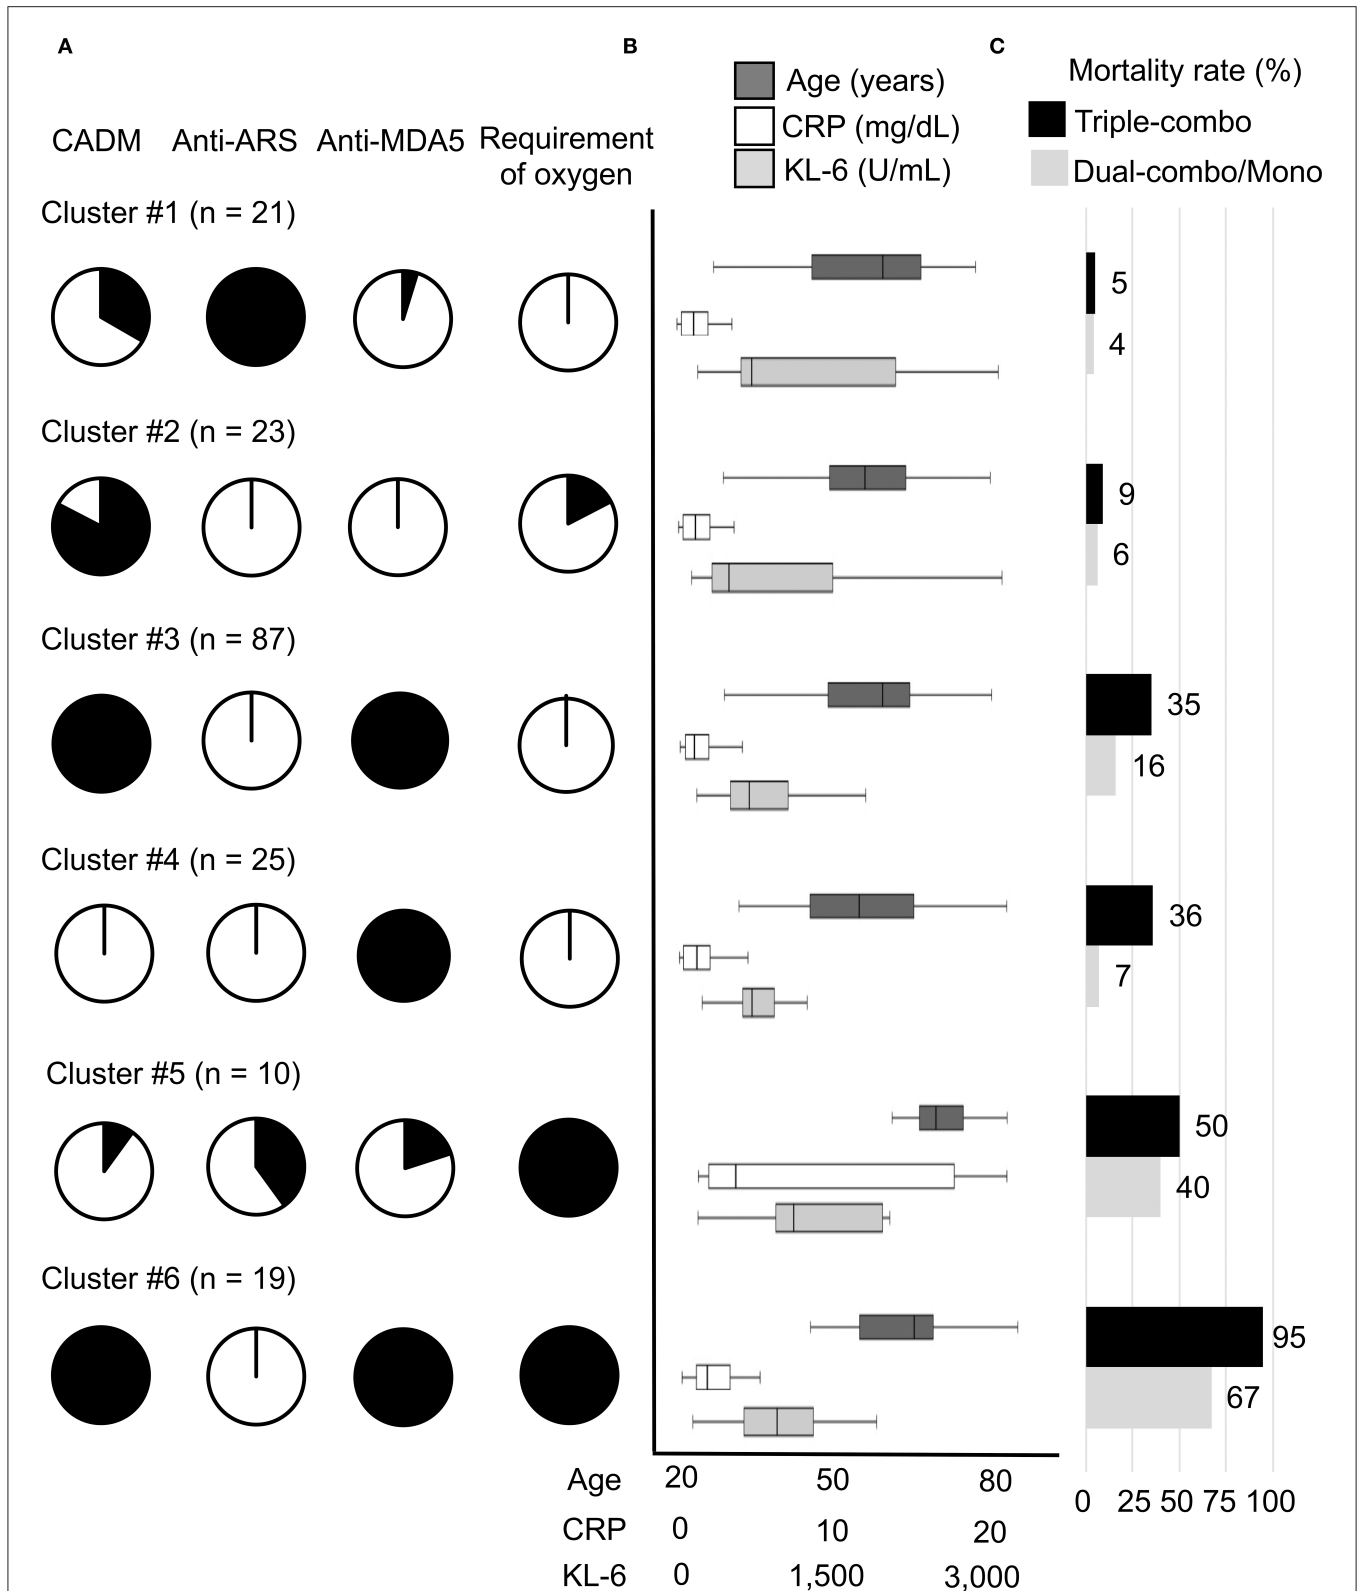 A
B
C
Age (years)
CRP (mg/dL)
KL-6 (U/mL)
Mortality rate (%)
Triple-combo
Dual-combo/Mono
CADM Anti-ARS Anti-MDA5 Requirement
of oxygen
Cluster #1 (n = 21)
5
4
Cluster #2 (n = 23)
9
6
Cluster #3 (n = 87)
35
16
Cluster #4 (n = 25)
36
7
Cluster #5 (n = 10)
50
40
Cluster #6 (n = 19)
95
67
Age 20 50 80
CRP 0 10 20
KL-6 0 1,500 3,000
0 25 50 75 100